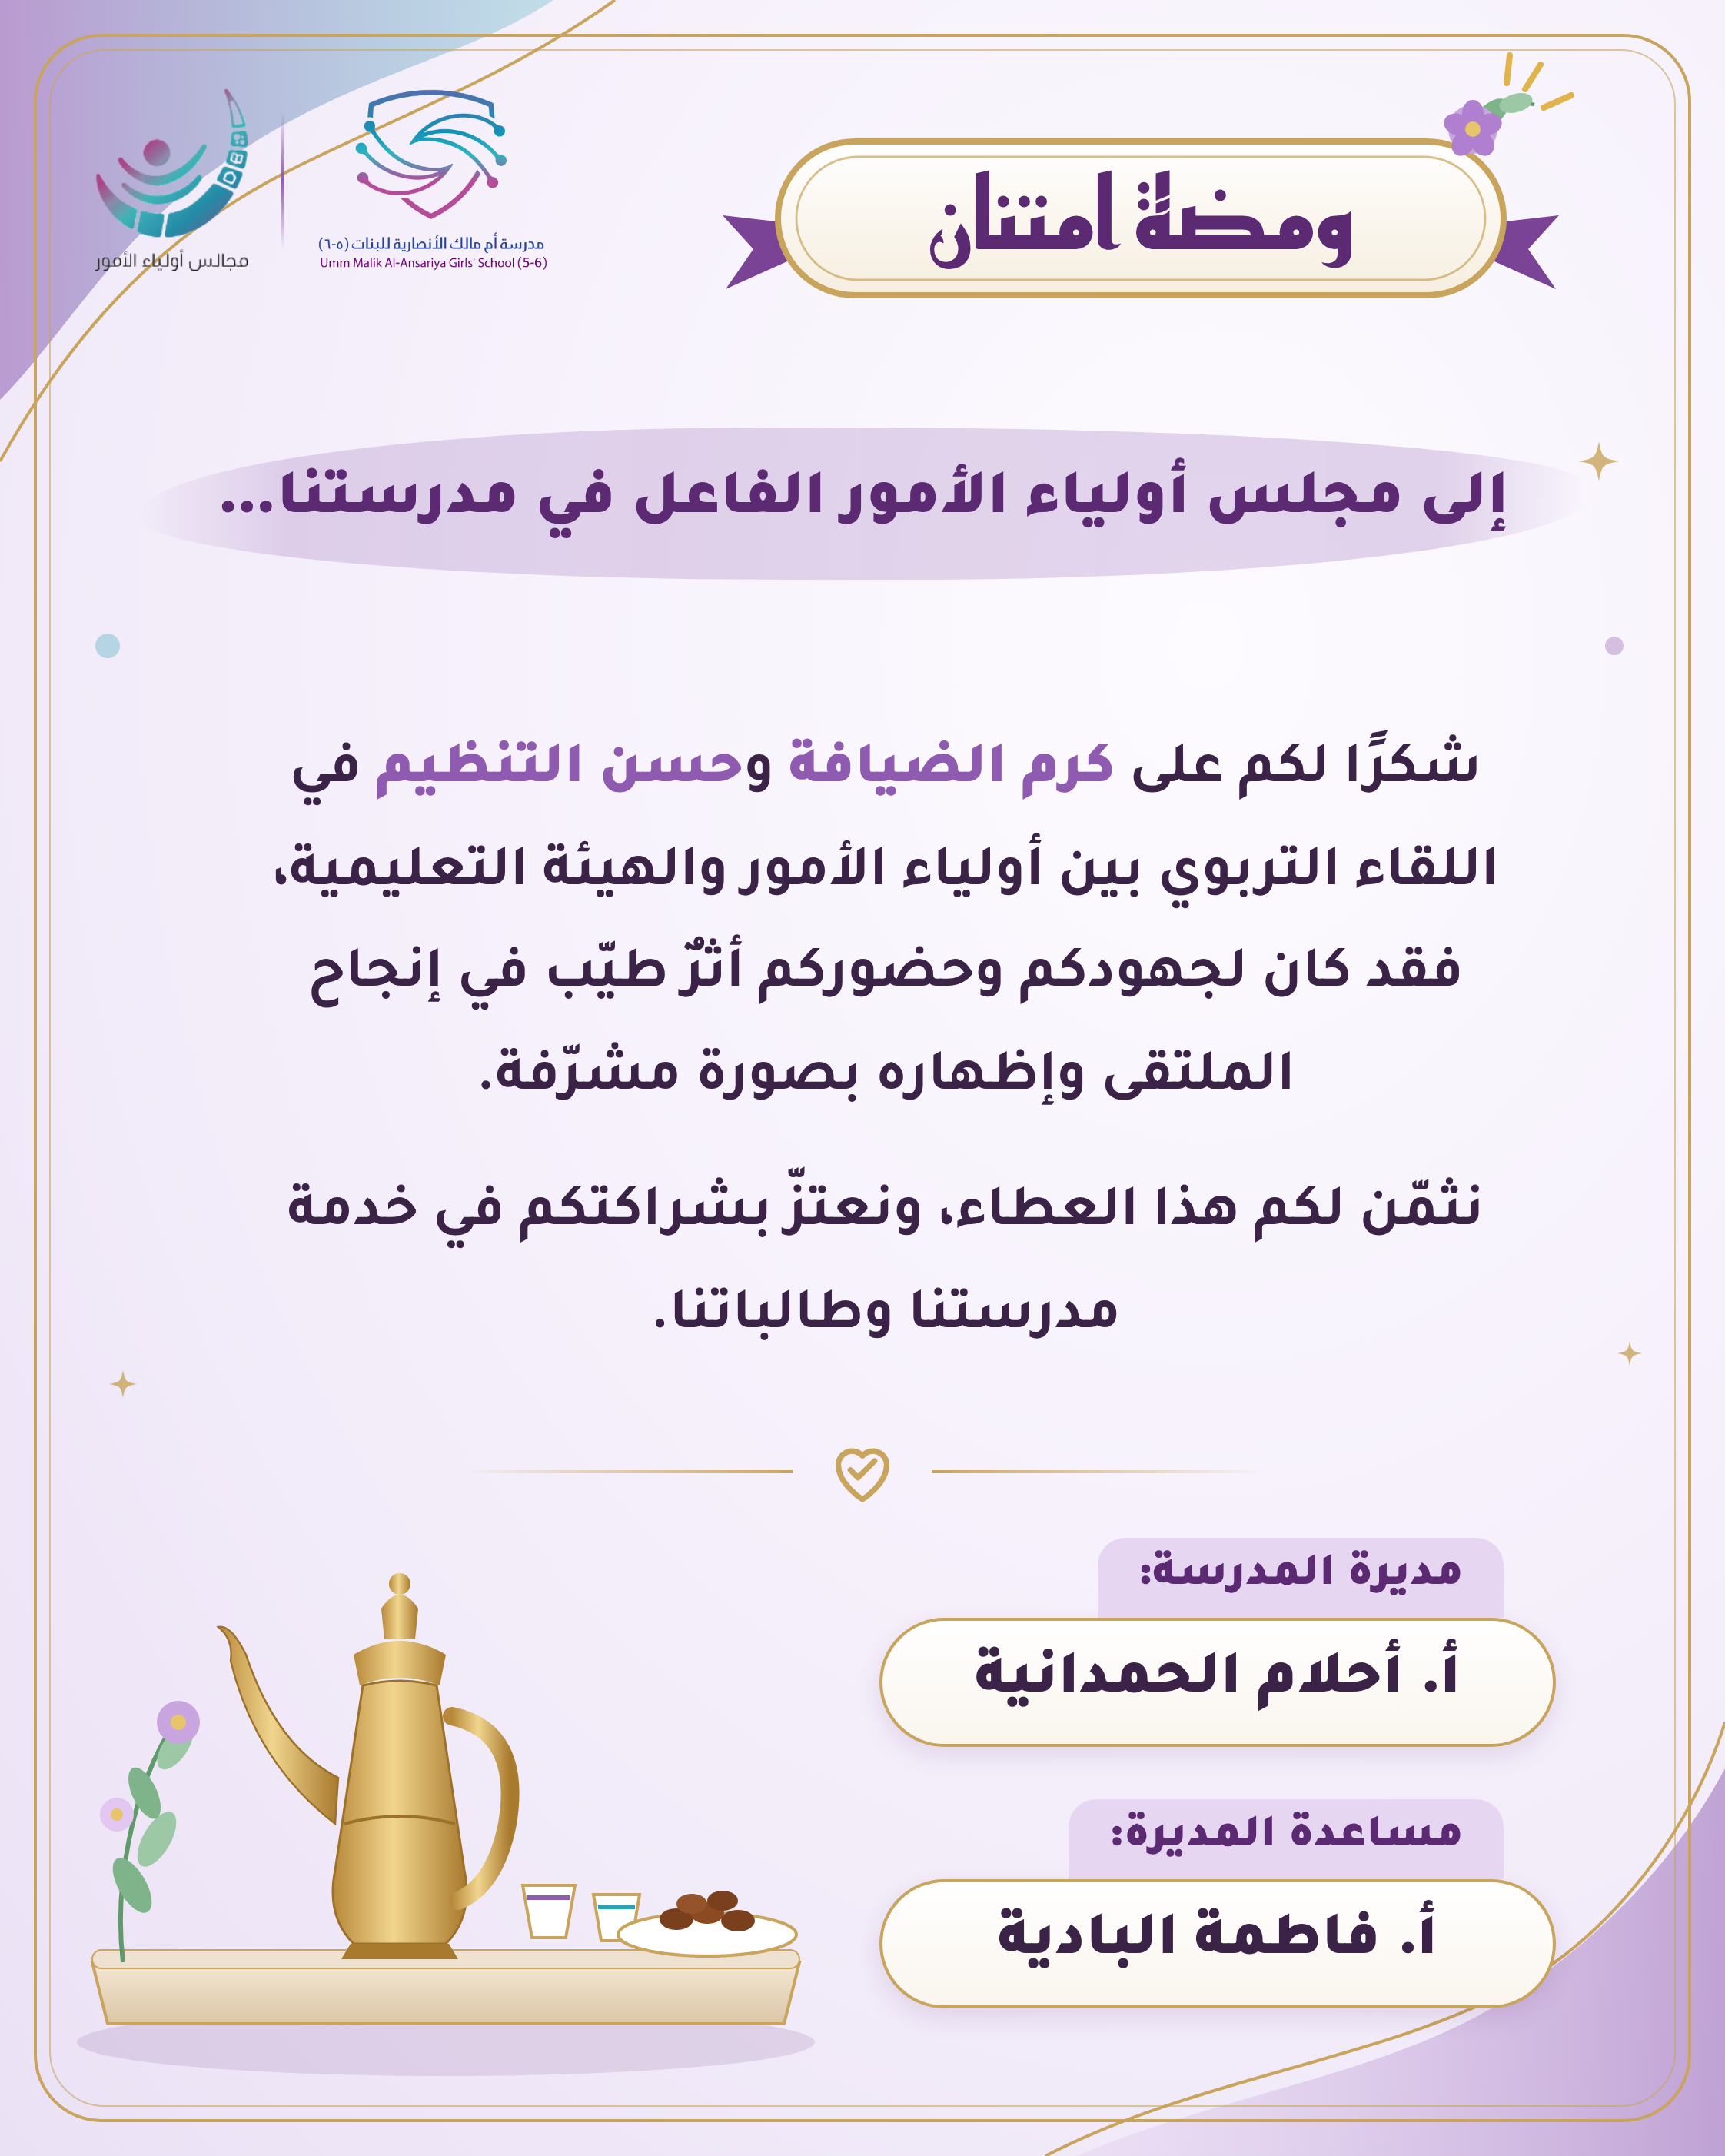 ومضة امتنان
مدرسة أم مالك الأنصارية للبنات (٥-٦)
Umm Malik Al-Ansariya Girls' School (5-6)
مجالس أولياء الأمور
إلى مجلس أولياء الأمور الفاعل في مدرستنا...
شكرًا لكم على كرم الضيافة وحسن التنظيم في
اللقاء التربوي بين أولياء الأمور والهيئة التعليمية،
فقد كان لجهودكم وحضوركم أثرٌ طيّب في إنجاح
الملتقى وإظهاره بصورة مشرّفة.
نثمّن لكم هذا العطاء، ونعتزّ بشراكتكم في خدمة
مدرستنا وطالباتنا.
مديرة المدرسة:
أ. أحلام الحمدانية
مساعدة المديرة:
أ. فاطمة البادية